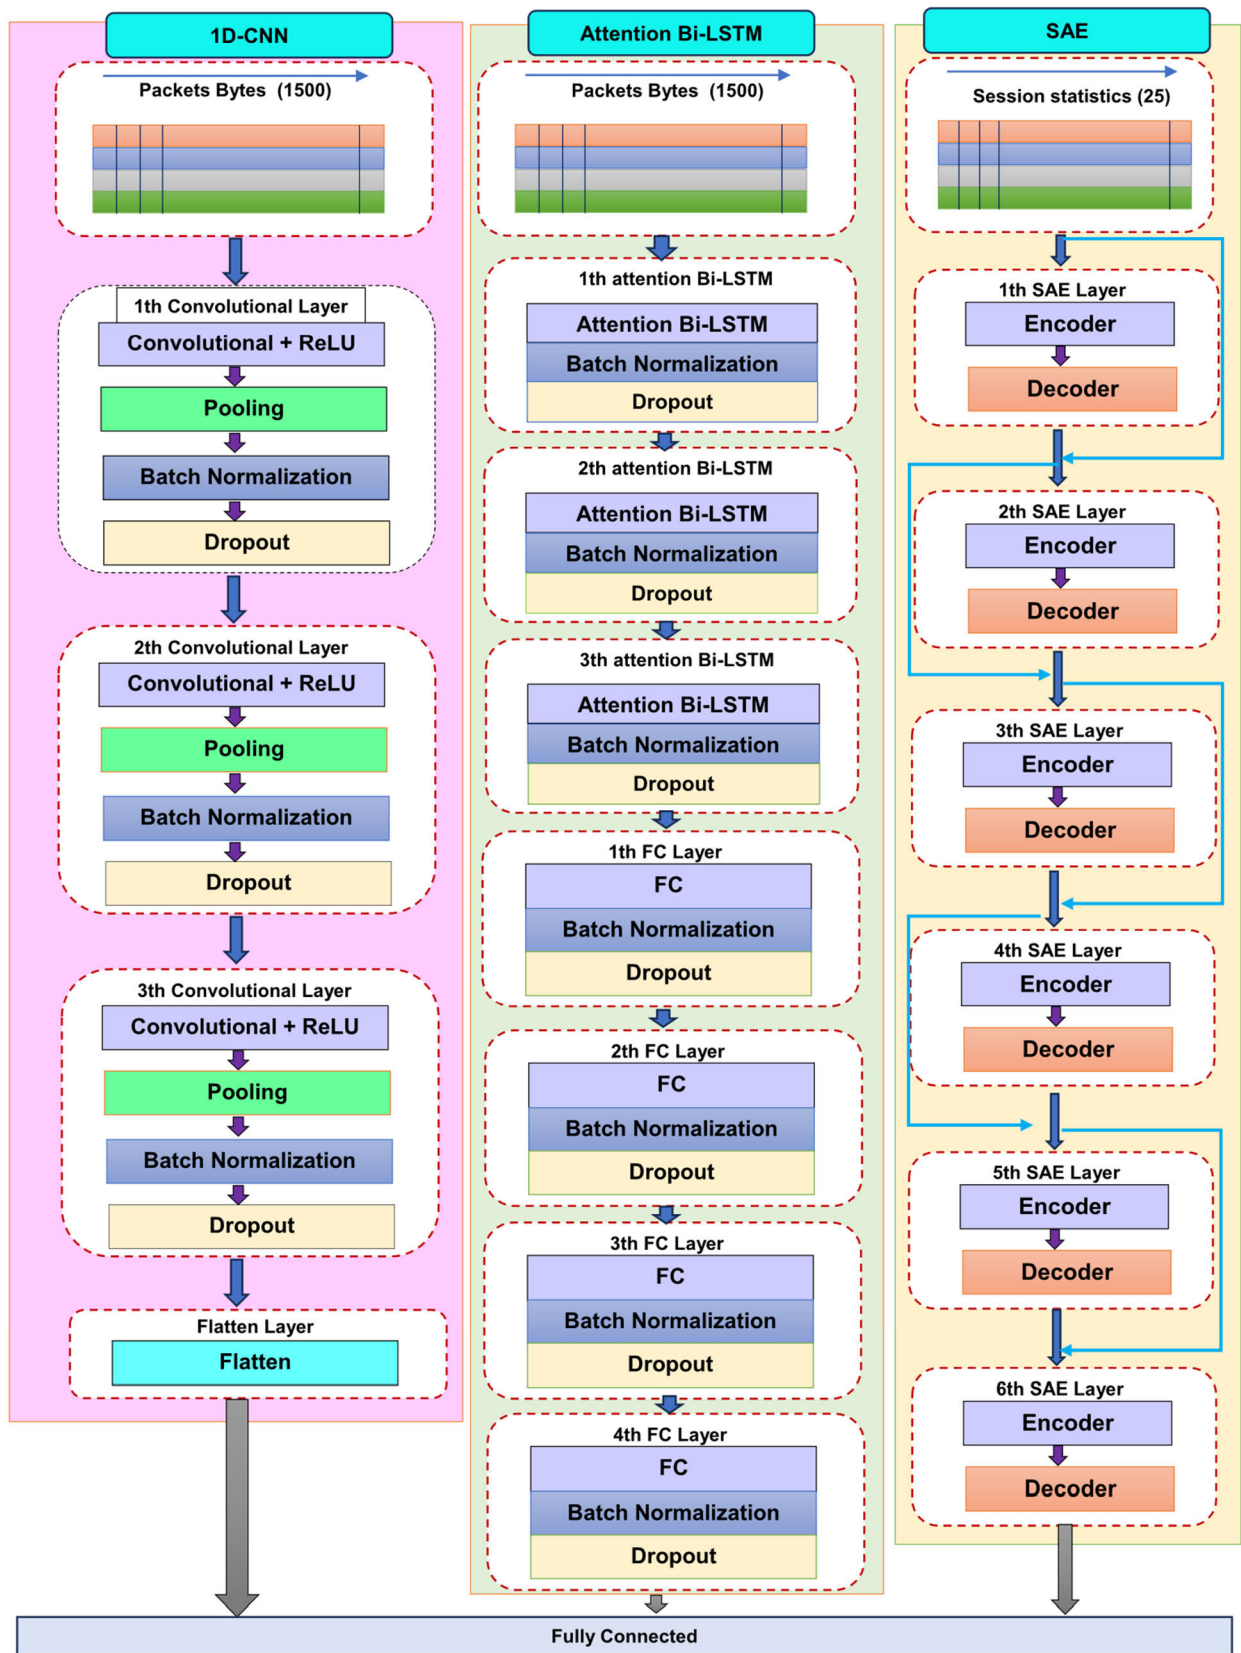 1D-CNN
Packets Bytes (1500)
1th Convolutional Layer
Convolutional + ReLU
Pooling
Batch Normalization
Dropout
2th Convolutional Layer
Convolutional + ReLU
Pooling
Batch Normalization
Dropout
3th Convolutional Layer
Convolutional + ReLU
Pooling
Batch Normalization
Dropout
Flatten Layer
Flatten
Attention Bi-LSTM
Packets Bytes (1500)
1th attention Bi-LSTM
Attention Bi-LSTM
Batch Normalization
Dropout
2th attention Bi-LSTM
Attention Bi-LSTM
Batch Normalization
Dropout
3th attention Bi-LSTM
Attention Bi-LSTM
Batch Normalization
Dropout
1th FC Layer
FC
Batch Normalization
Dropout
2th FC Layer
FC
Batch Normalization
Dropout
3th FC Layer
FC
Batch Normalization
Dropout
4th FC Layer
FC
Batch Normalization
Dropout
SAE
Session statistics (25)
1th SAE Layer
Encoder
Decoder
2th SAE Layer
Encoder
Decoder
3th SAE Layer
Encoder
Decoder
4th SAE Layer
Encoder
Decoder
5th SAE Layer
Encoder
Decoder
6th SAE Layer
Encoder
Decoder
Fully Connected